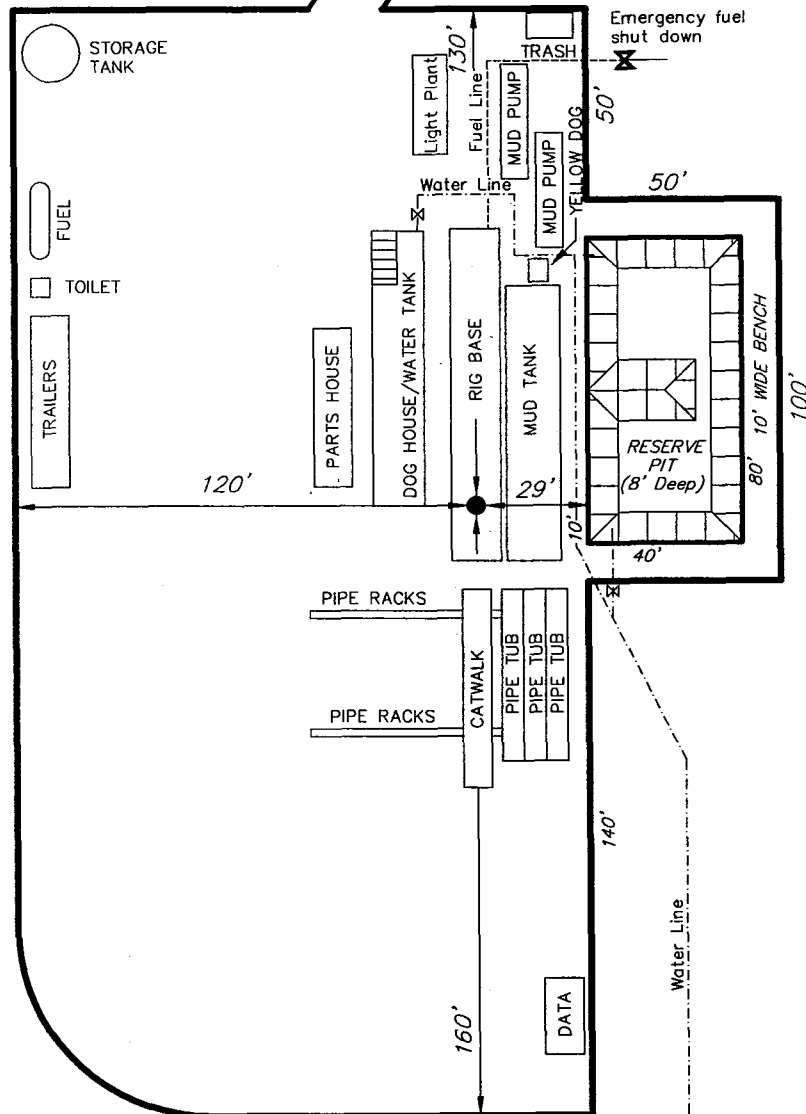 Emergency fuel
shut down
STORAGE
TANK
130'
TRASH
Light Plant
Fuel Line
MUD PUMP
50'
MUD PUMP
YELLOW DOG
Water Line
50'
FUEL
TOILET
TRAILERS
PARTS HOUSE
DOG HOUSE/WATER TANK
RIG BASE
MUD TANK
RESERVE
PIT
(8' Deep)
80'
10' WIDE BENCH
100'
120'
29'
10'
40'
PIPE RACKS
CATWALK
PIPE TUB
PIPE TUB
PIPE TUB
PIPE RACKS
140'
Water Line
160'
DATA